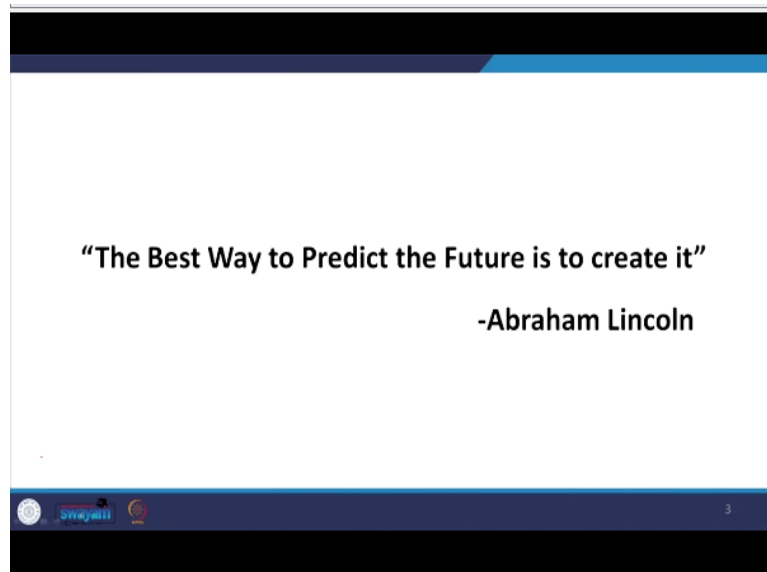 “The Best Way to Predict the Future is to create it”
-Abraham Lincoln
swayam
3